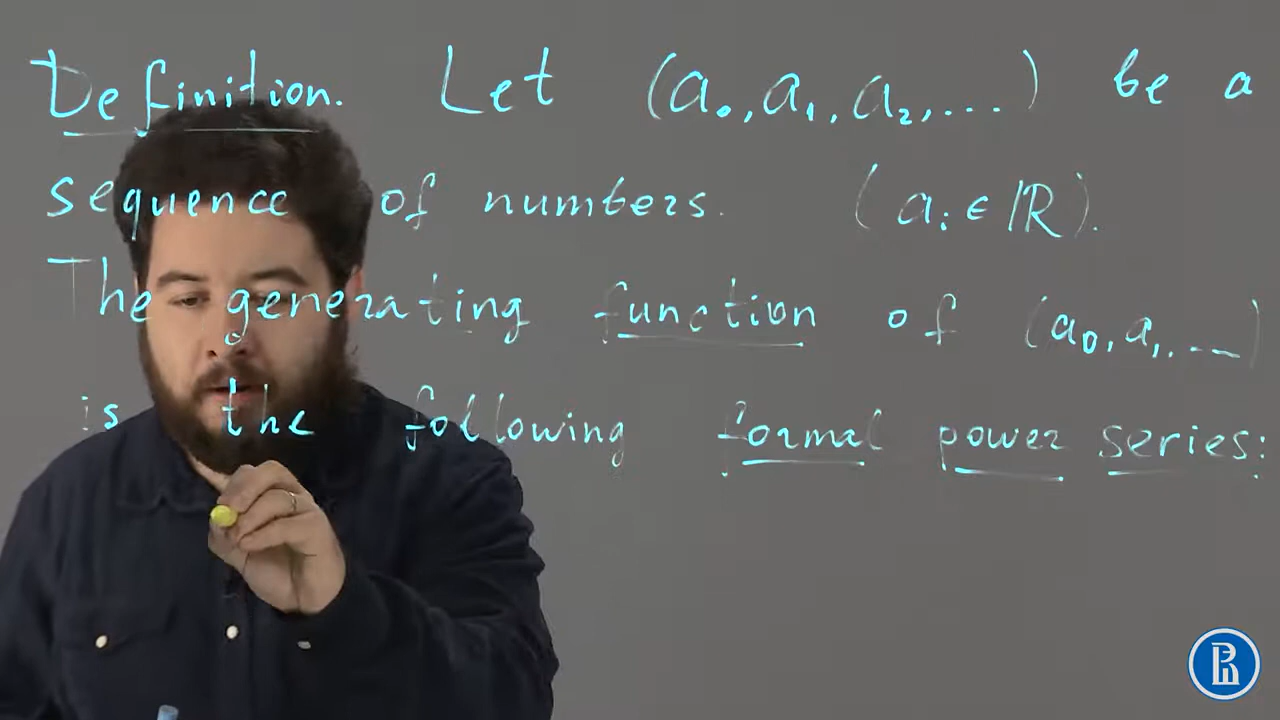 Definition. Let (a₀, a₁, a₂, ...) be a
sequence of numbers. (aᵢ ∈ ℝ).
The generating function of (a₀, a₁, ...)
is the following formal power series: